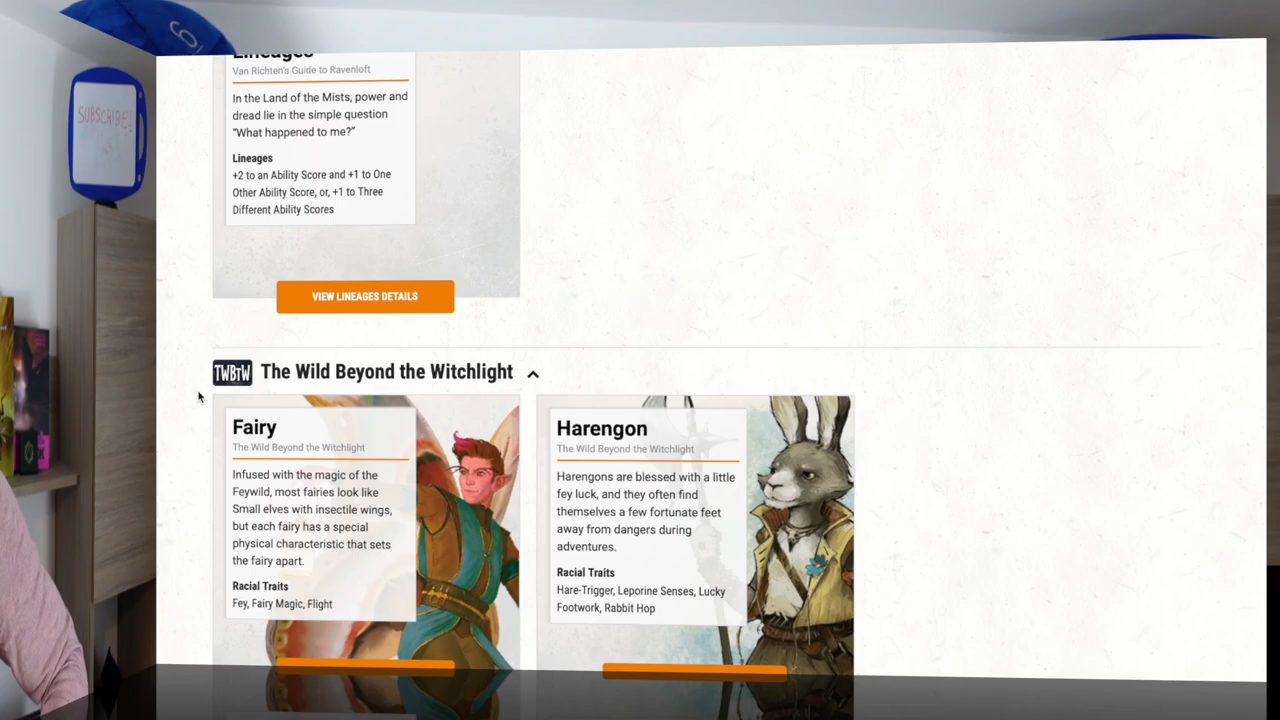 6
SUBSCRIBE!
Lineages
Van Richten's Guide to Ravenloft
In the Land of the Mists, power and
dread lie in the simple question
"What happened to me?"
Lineages
+2 to an Ability Score and +1 to One
Other Ability Score, or, +1 to Three
Different Ability Scores
VIEW LINEAGES DETAILS
TWBTW The Wild Beyond the Witchlight
Fairy
The Wild Beyond the Witchlight
Infused with the magic of the
Feywild, most fairies look like
Small elves with insectile wings,
but each fairy has a special
physical characteristic that sets
the fairy apart.
Racial Traits
Fey, Fairy Magic, Flight
Harengon
The Wild Beyond the Witchlight
Harengons are blessed with a little
fey luck, and they often find
themselves a few fortunate feet
away from dangers during
adventures.
Racial Traits
Hare-Trigger, Leporine Senses, Lucky
Footwork, Rabbit Hop